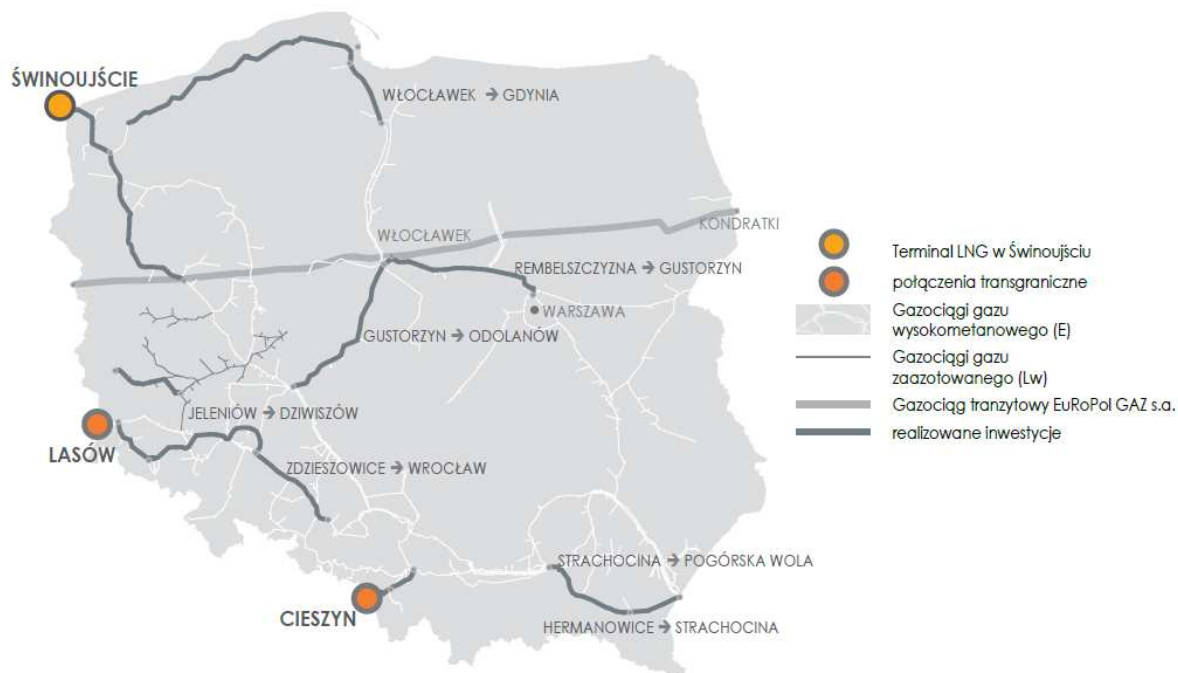 ŚWINOUJŚCIE
WŁOCŁAWEK → GDYNIA
KONDRATKI
WŁOCŁAWEK
REMBELSZCZYZNA → GUSTORZYN
WARSZAWA
GUSTORZYN → ODOLANÓW
JELENIÓW → DZIWISZÓW
LASÓW
ZDZIESZOWICE → WROCŁAW
STRACHOCINA → POGÓRSKA WOLA
CIESZYN
HERMANOWICE → STRACHOCINA
Terminal LNG w Świnoujściu
połączenia transgraniczne
Gazociągi gazu
wysokometanowego (E)
Gazociągi gazu
zaazotowanego (Lw)
Gazociąg tranzytowy EuRoPol GAZ s.a.
realizowane inwestycje